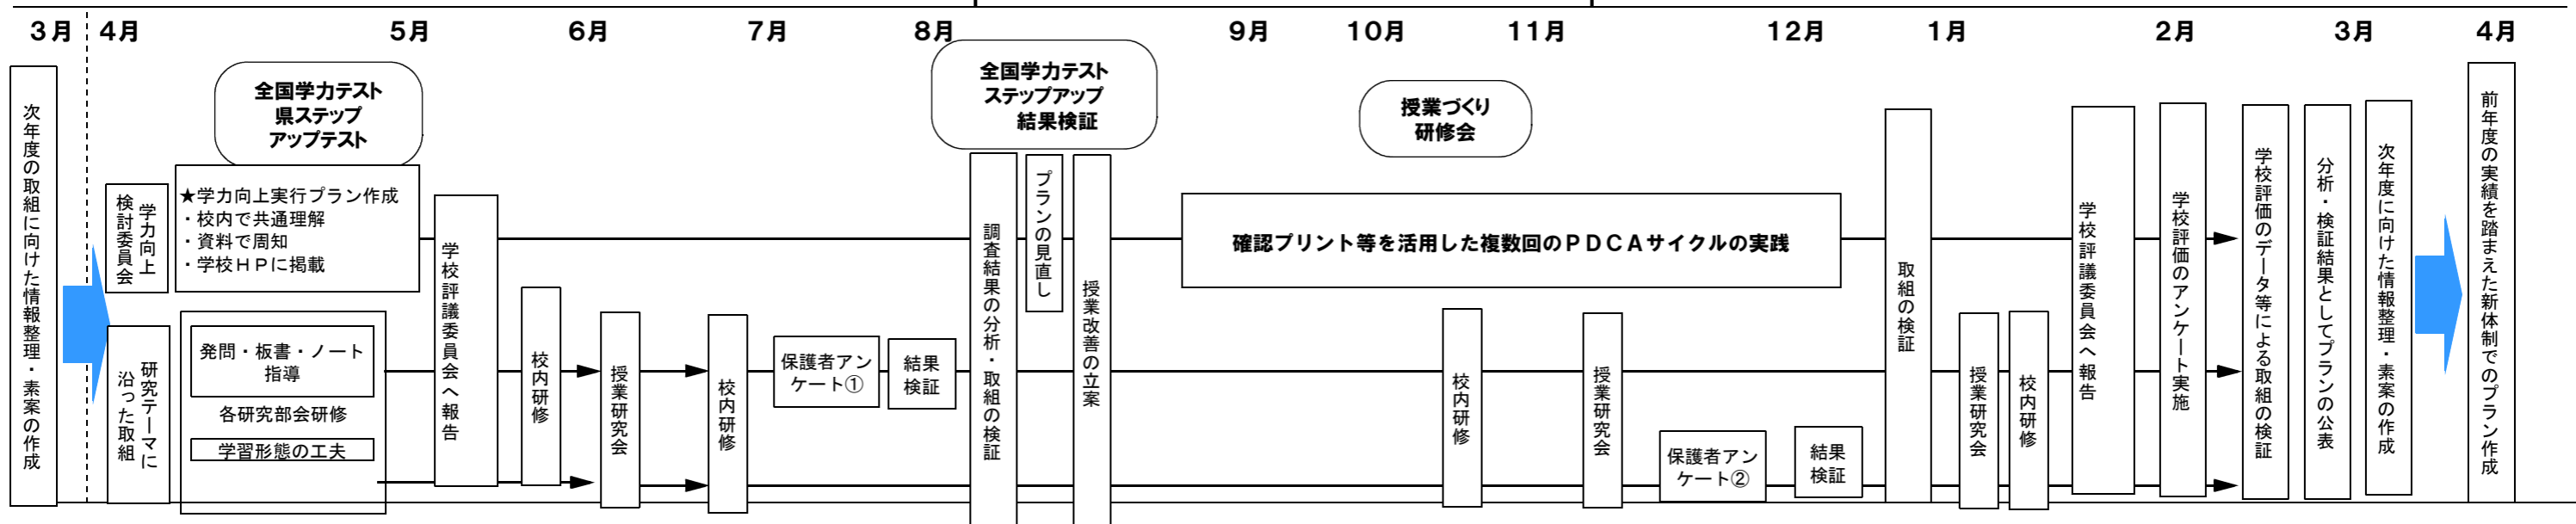 3月
4月
5月
6月
7月
8月
9月
10月
11月
12月
1月
2月
3月
4月
次年度の取組に向けた情報整理・素案の作成
学力向上
検討委員会
研究テーマに
沿った取組
全国学力テスト
県ステップ
アップテスト
★学力向上実行プラン作成
・校内で共通理解
・資料で周知
・学校HPに掲載
発問・板書・ノート
指導
各研究部会研修
学習形態の工夫
学校評議委員会へ報告
校内研修
授業研究会
校内研修
保護者アン
ケート①
結果
検証
全国学力テスト
ステップアップ
結果検証
調査結果の分析・取組の検証
プランの見直し
授業改善の立案
授業づくり
研修会
確認プリント等を活用した複数回のPDCAサイクルの実践
校内研修
授業研究会
保護者アン
ケート②
結果
検証
取組の検証
授業研究会
校内研修
学校評議委員会へ報告
学校評価のアンケート実施
学校評価のデータ等による取組の検証
分析・検証結果としてプランの公表
次年度に向けた情報整理・素案の作成
前年度の実績を踏まえた新体制でのプラン作成